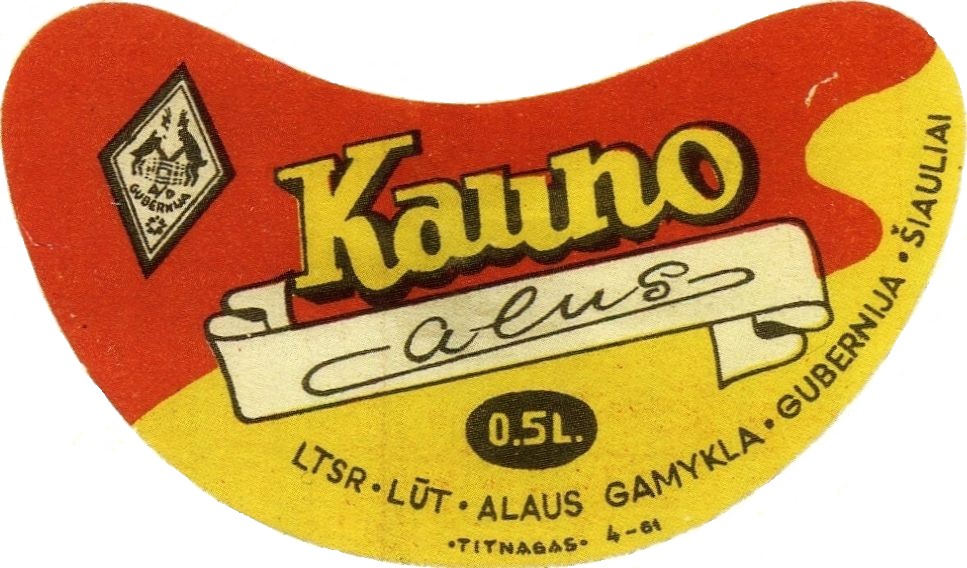 A/B
GUBERNIJA
Kauno
alus
0.5L.
LTSR • LŪT • ALAUS GAMYKLA • GUBERNIJA • ŠIAULIAI
•TITNAGAS• 4-61